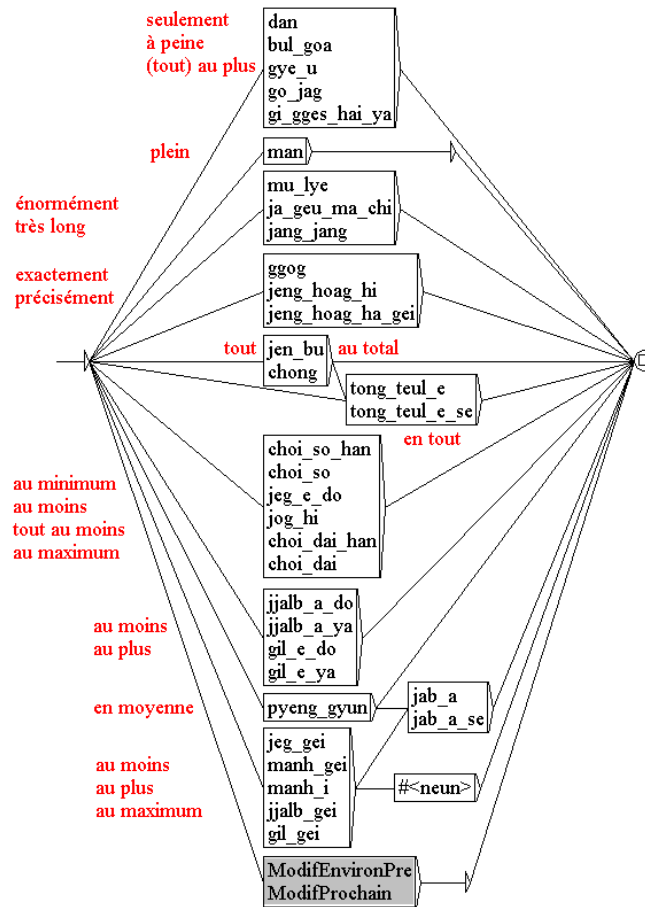 seulement
à peine
(tout) au plus
dan
bul_goa
gye_u
go_jag
gi_gges_hai_ya
plein
man
énormément
très long
mu_lye
ja_geu_ma_chi
jang_jang
exactement
précisément
ggog
jeng_hoag_hi
jeng_hoag_ha_gei
tout
jen_bu
chong
au total
tong_teul_e
tong_teul_e_se
en tout
au minimum
au moins
tout au moins
au maximum
choi_so_han
choi_so
jeg_e_do
jog_hi
choi_dai_han
choi_dai
au moins
au plus
jjalb_a_do
jjalb_a_ya
gil_e_do
gil_e_ya
en moyenne
pyeng_gyun
jab_a
jab_a_se
au moins
au plus
au maximum
jeg_gei
manh_gei
manh_i
jjalb_gei
gil_gei
#<neun>
ModifEnvironPre
ModifProchain